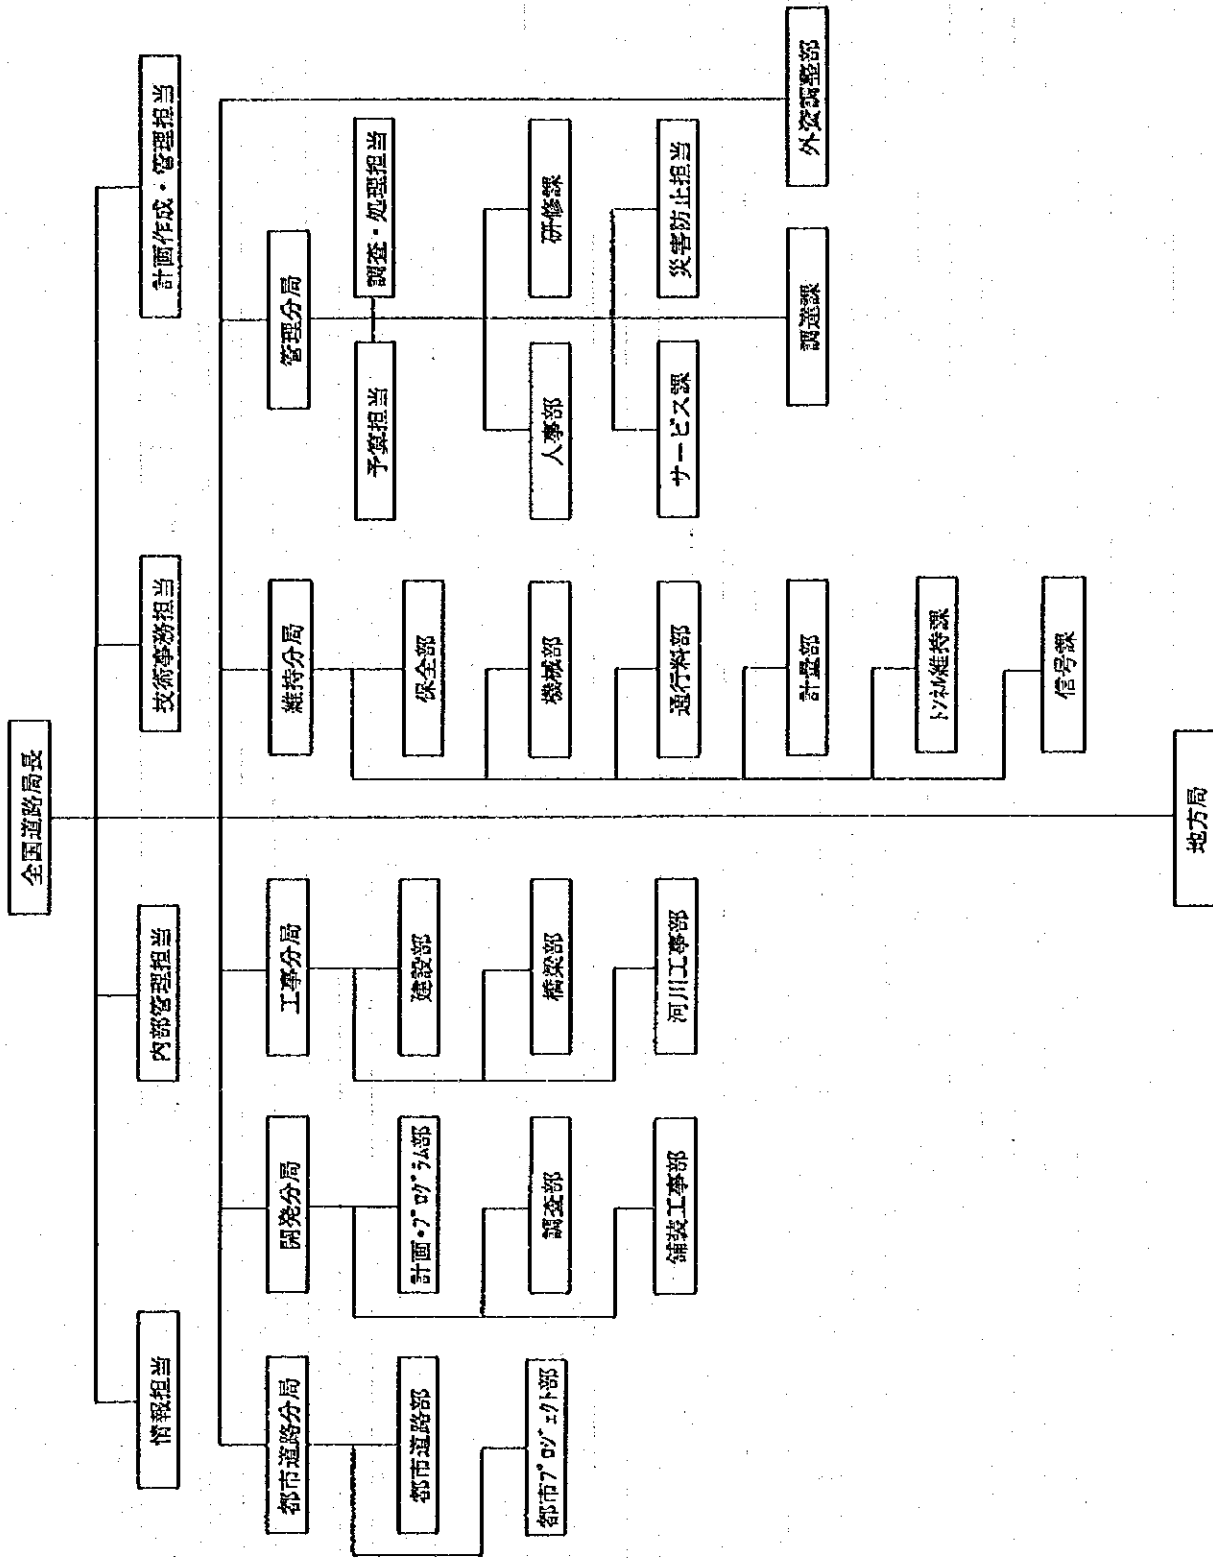 全国道路局長
情報担当
内部管理担当
技術事務担当
計画作成・管理担当
都市道路分局
開発分局
工事分局
維持分局
管理分局
予算担当
調査・処理担当
都市道路部
計画・プログラム部
建設部
保全部
都市プロジェクト部
調査部
橋梁部
機械部
人事部
研修課
舗装工事部
河川工事部
通行料部
サービス課
災害防止担当
計量部
調達課
外資調整部
トンネル維持課
信号課
地方局